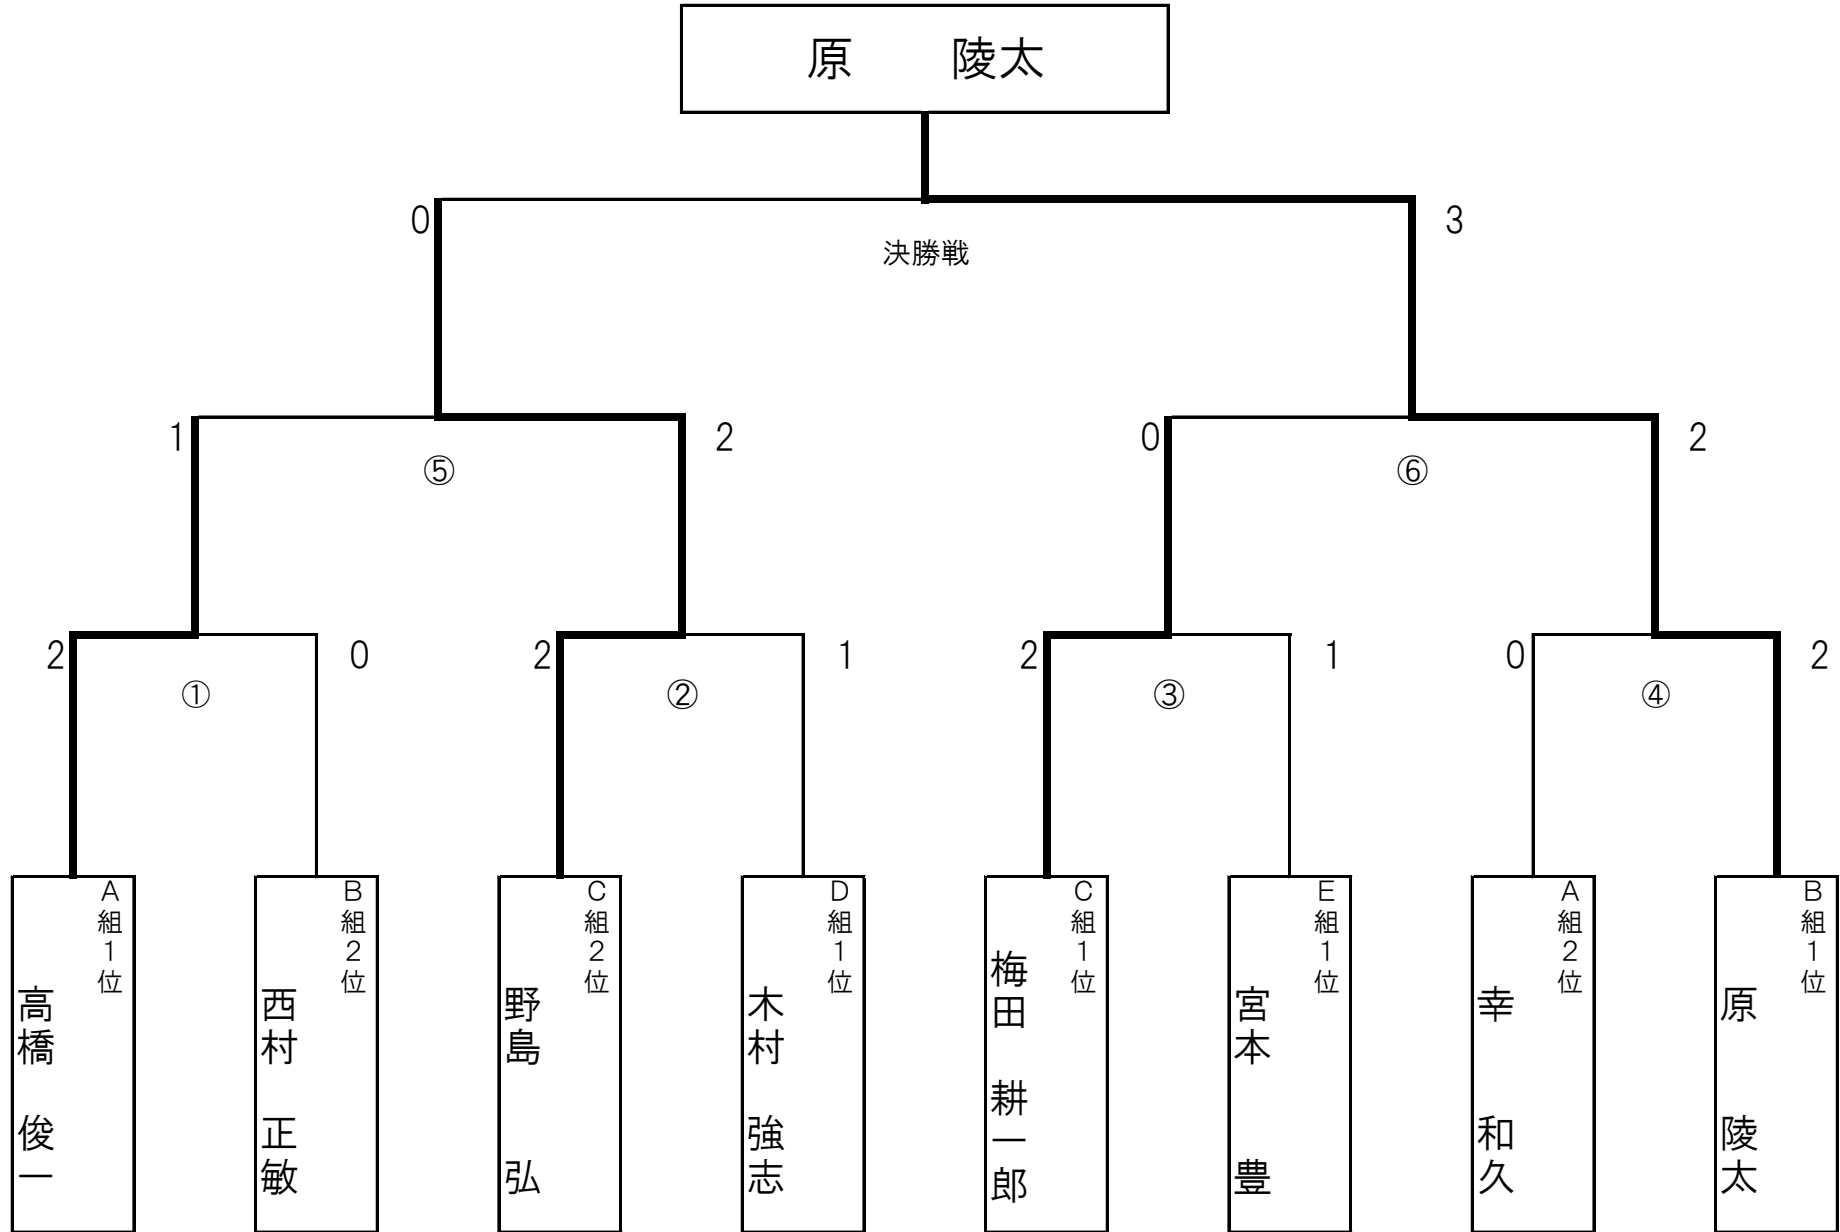 原　　陵太
0
3
決勝戦
1
2
0
2
⑤
⑥
2
0
2
1
2
1
0
2
①
②
③
④
A組1位
高橋　俊一
B組2位
西村　正敏
C組2位
野島　　弘
D組1位
木村　強志
C組1位
梅田　耕一郎
E組1位
宮本　　豊
A組2位
幸　　和久
B組1位
原　　陵太